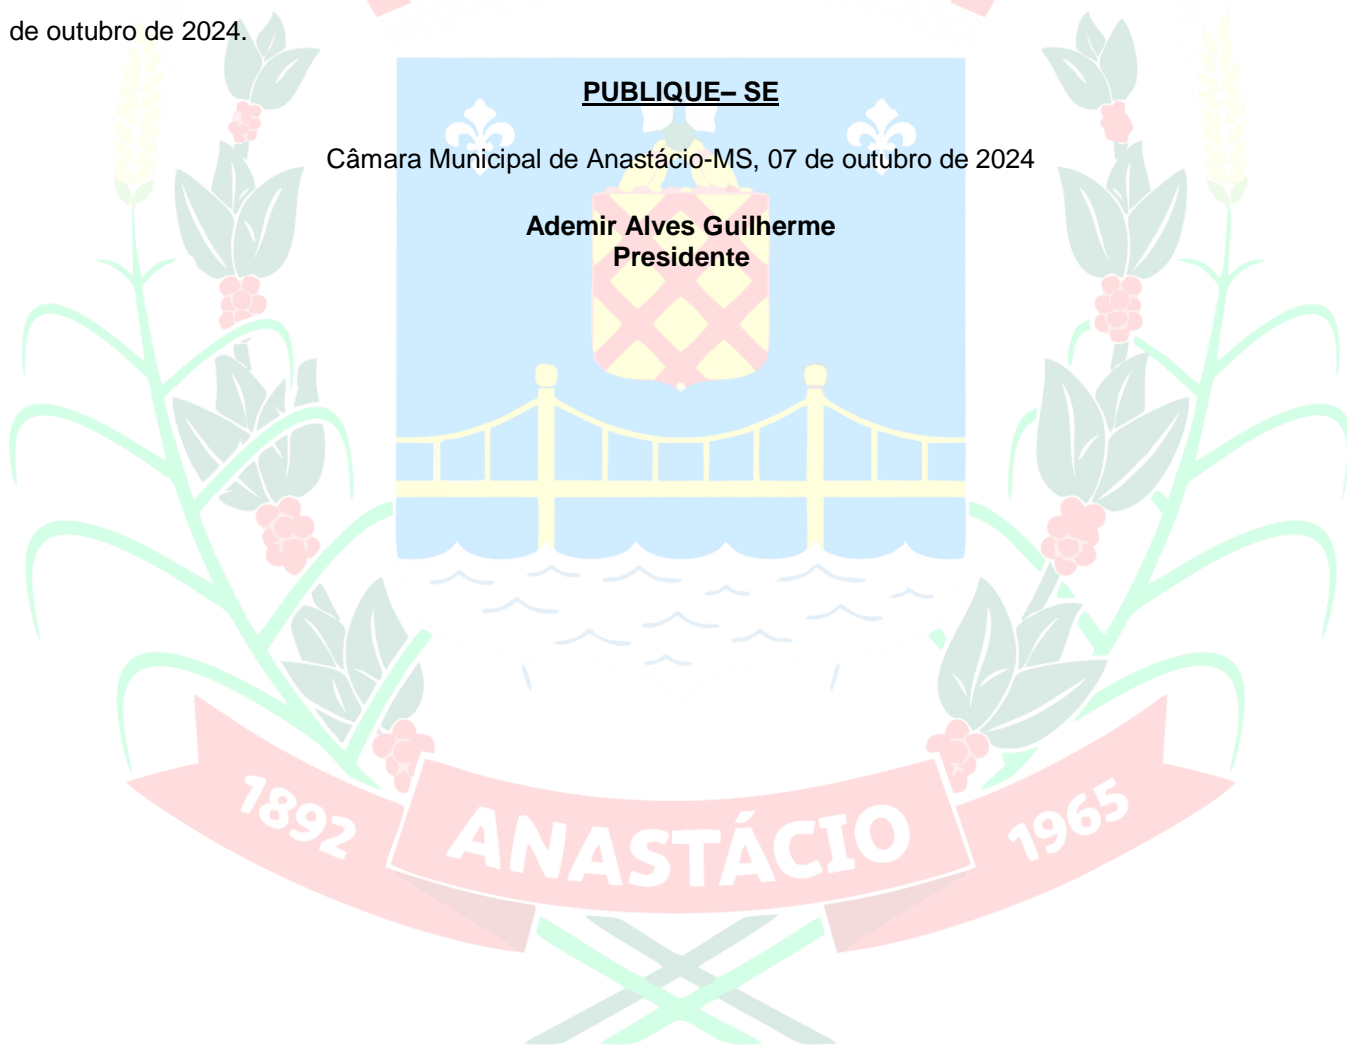 de outubro de 2024.
PUBLIQUE– SE
Câmara Municipal de Anastácio-MS, 07 de outubro de 2024
Ademir Alves Guilherme
Presidente
1892 ANASTÁCIO 1965